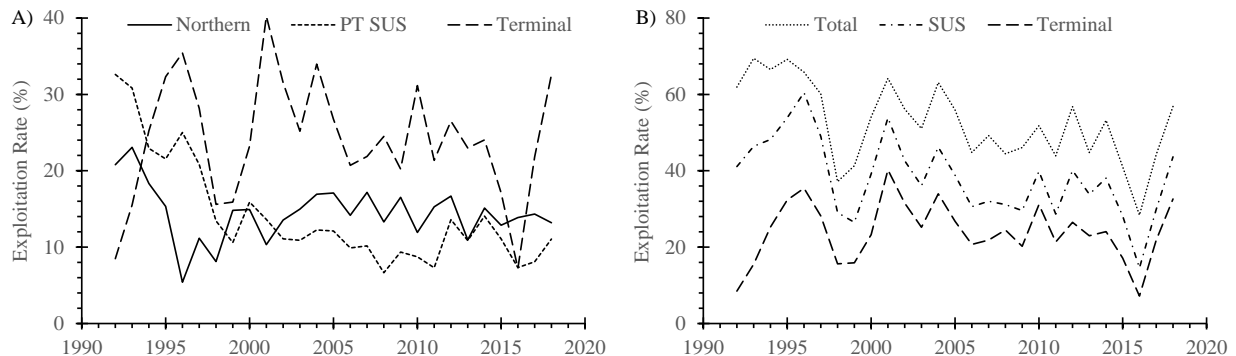 A)
Northern PT SUS Terminal
Exploitation Rate (%)
40
30
20
10
0
1990 1995 2000 2005 2010 2015 2020
B)
Total SUS Terminal
Exploitation Rate (%)
80
60
40
20
0
1990 1995 2000 2005 2010 2015 2020